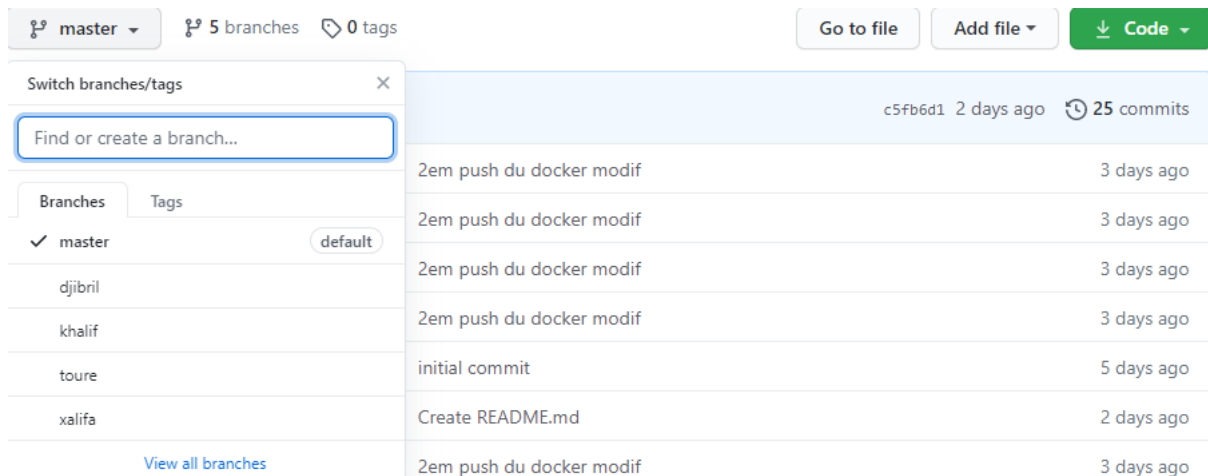 master
5 branches
0 tags
Go to file
Add file
Code
Switch branches/tags
Find or create a branch...
Branches
Tags
master
default
djibril
khalif
toure
xalifa
View all branches
c5fb6d1 2 days ago 25 commits
2em push du docker modif 3 days ago
2em push du docker modif 3 days ago
2em push du docker modif 3 days ago
2em push du docker modif 3 days ago
initial commit 5 days ago
Create README.md 2 days ago
2em push du docker modif 3 days ago